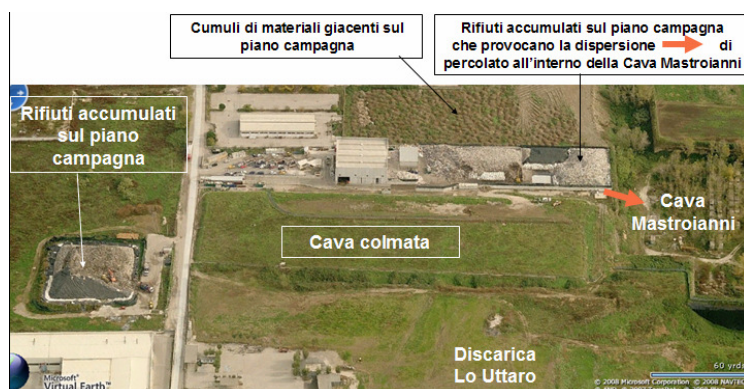 Cumuli di materiali giacenti sul
piano campagna
Rifiuti accumulati sul piano campagna
che provocano la dispersione di
percolato all'interno della Cava Mastroianni
Rifiuti accumulati
sul piano
campagna
Cava
Mastroianni
Cava colmata
Discarica
Lo Uttaro
60 yrds
Microsoft®
Virtual Earth™
© 2008 Microsoft Corporation © 2008 NAVTEQ